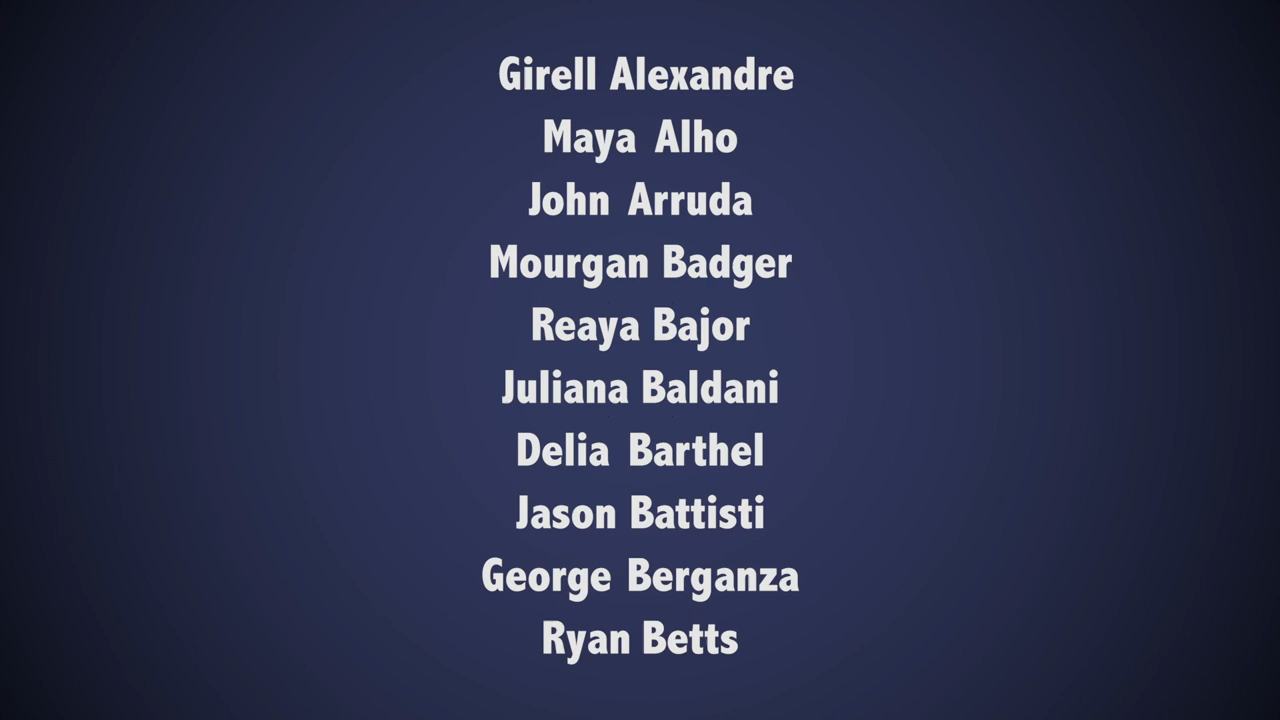 Girell Alexandre
Maya Alho
John Arruda
Mourgan Badger
Reaya Bajor
Juliana Baldani
Delia Barthel
Jason Battisti
George Berganza
Ryan Betts